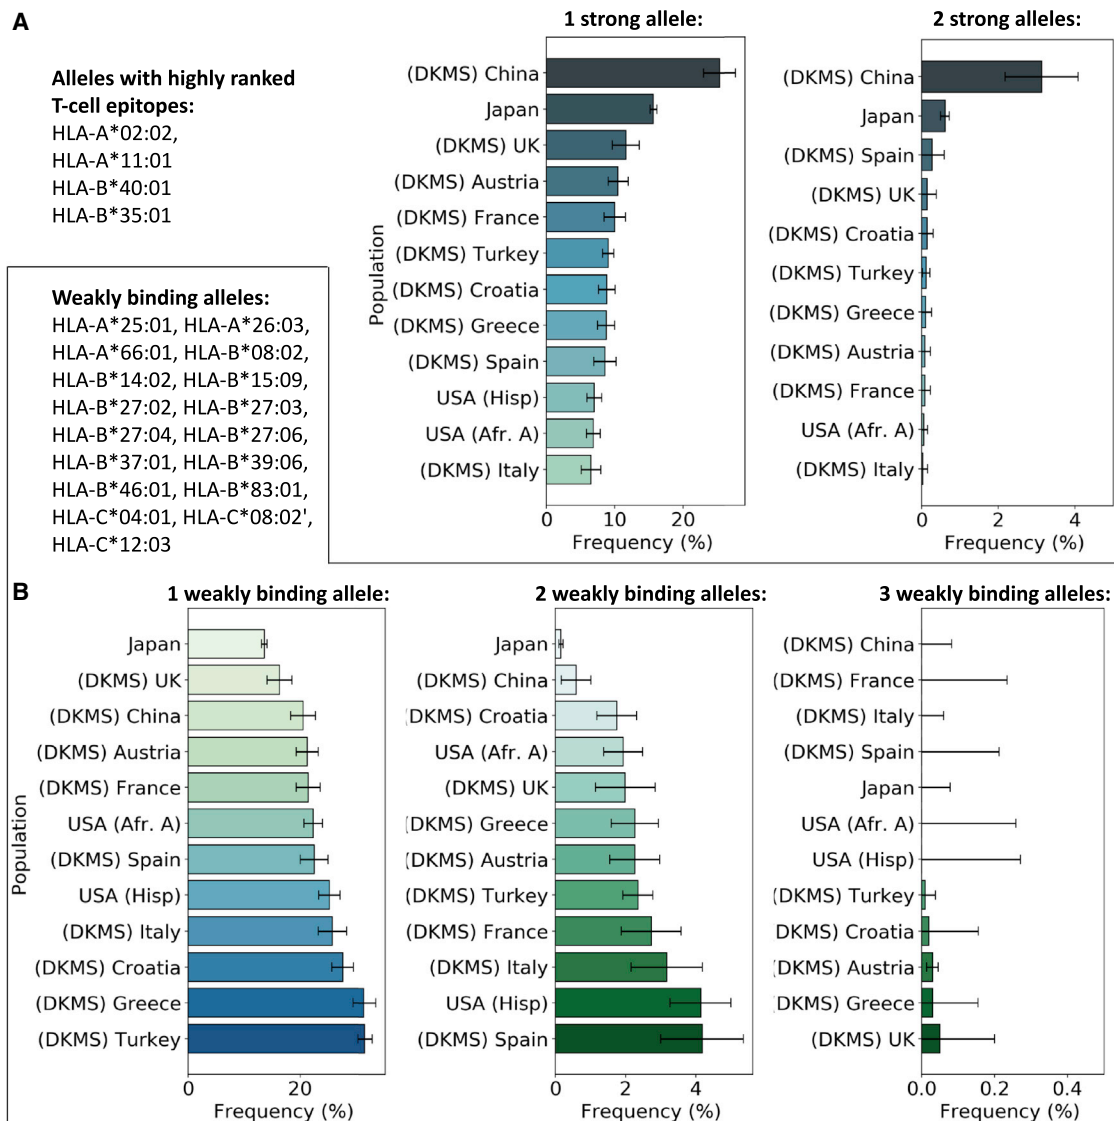 A
Alleles with highly ranked
T-cell epitopes:
HLA-A*02:02,
HLA-A*11:01
HLA-B*40:01
HLA-B*35:01
1 strong allele:
Population
(DKMS) China
Japan
(DKMS) UK
(DKMS) Austria
(DKMS) France
(DKMS) Turkey
(DKMS) Croatia
(DKMS) Greece
(DKMS) Spain
USA (Hisp)
USA (Afr. A)
(DKMS) Italy
0 10 20
Frequency (%)
2 strong alleles:
(DKMS) China
Japan
(DKMS) Spain
(DKMS) UK
(DKMS) Croatia
(DKMS) Turkey
(DKMS) Greece
(DKMS) Austria
(DKMS) France
USA (Afr. A)
(DKMS) Italy
0 2 4
Frequency (%)
Weakly binding alleles:
HLA-A*25:01, HLA-A*26:03,
HLA-A*66:01, HLA-B*08:02,
HLA-B*14:02, HLA-B*15:09,
HLA-B*27:02, HLA-B*27:03,
HLA-B*27:04, HLA-B*27:06,
HLA-B*37:01, HLA-B*39:06,
HLA-B*46:01, HLA-B*83:01,
HLA-C*04:01, HLA-C*08:02',
HLA-C*12:03
B
1 weakly binding allele:
Population
Japan
(DKMS) UK
(DKMS) China
(DKMS) Austria
(DKMS) France
USA (Afr. A)
(DKMS) Spain
USA (Hisp)
(DKMS) Italy
(DKMS) Croatia
(DKMS) Greece
(DKMS) Turkey
0 20
Frequency (%)
2 weakly binding alleles:
Japan
(DKMS) China
(DKMS) Croatia
USA (Afr. A)
(DKMS) UK
(DKMS) Greece
(DKMS) Austria
(DKMS) Turkey
(DKMS) France
(DKMS) Italy
USA (Hisp)
(DKMS) Spain
0 2 4
Frequency (%)
3 weakly binding alleles:
(DKMS) China
(DKMS) France
(DKMS) Italy
(DKMS) Spain
Japan
USA (Afr. A)
USA (Hisp)
(DKMS) Turkey
DKMS) Croatia
(DKMS) Austria
(DKMS) Greece
(DKMS) UK
0.0 0.2 0.4
Frequency (%)